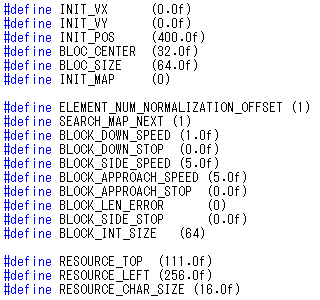 #define INIT_VX (0.0f)
#define INIT_VY (0.0f)
#define INIT_POS (400.0f)
#define BLOC_CENTER (32.0f)
#define BLOC_SIZE (64.0f)
#define INIT_MAP (0)
#define ELEMENT_NUM_NORMALIZATION_OFFSET (1)
#define SEARCH_MAP_NEXT (1)
#define BLOCK_DOWN_SPEED (1.0f)
#define BLOCK_DOWN_STOP (0.0f)
#define BLOCK_SIDE_SPEED (5.0f)
#define BLOCK_APPROACH_SPEED (5.0f)
#define BLOCK_APPROACH_STOP (0.0f)
#define BLOCK_LEN_ERROR (0)
#define BLOCK_SIDE_STOP (0.0f)
#define BLOCK_INT_SIZE (64)
#define RESOURCE_TOP (111.0f)
#define RESOURCE_LEFT (256.0f)
#define RESOURCE_CHAR_SIZE (16.0f)